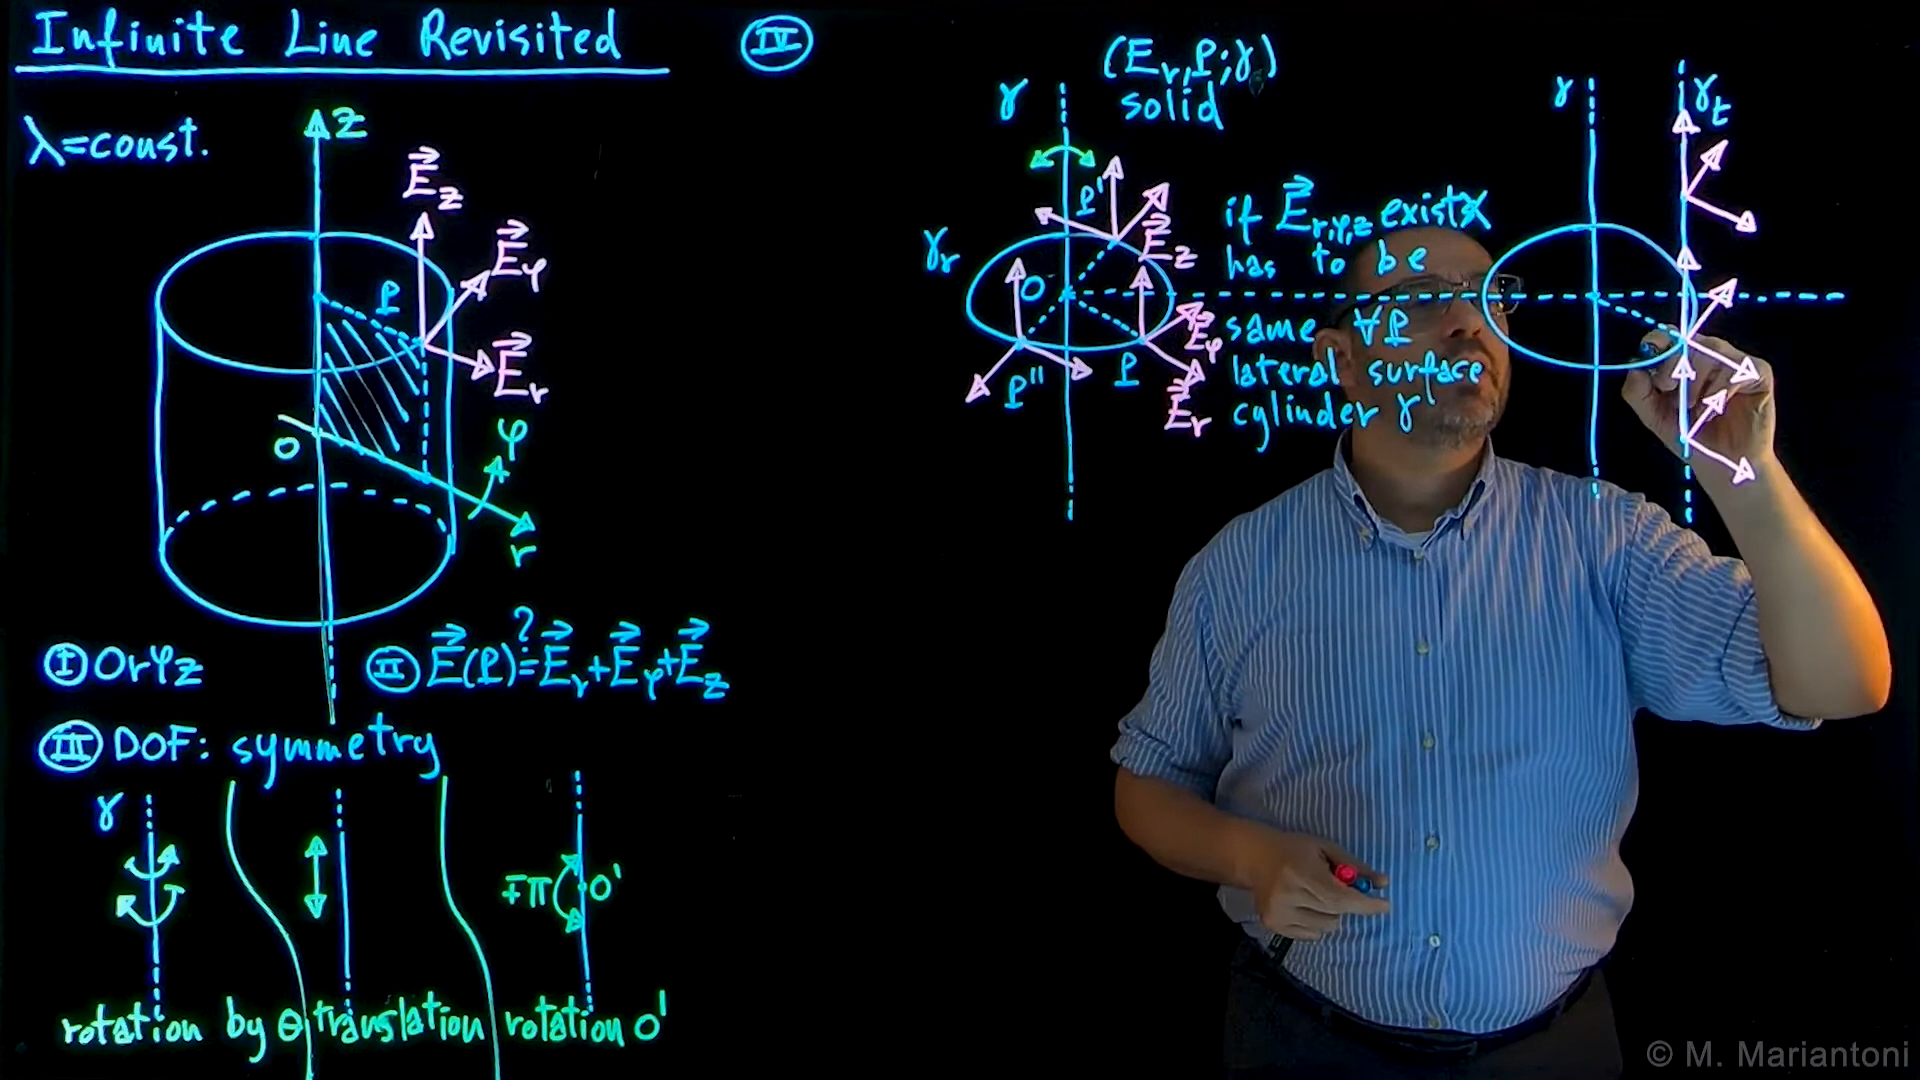 Infinite Line Revisited
IV
λ=const.
z
E⃗z
E⃗φ
P
E⃗r
O
φ
r
I Orφz
II E⃗(P)≟E⃗r+E⃗φ+E⃗z
III DOF: symmetry
γ
∓π
O'
rotation by θ
translation
rotation O'
(Er,P;γ)
solid
γ
γr
P'
E⃗z
O
E⃗φ
P"
P
E⃗r
if E⃗r,φ,z exists
has to be
same ∀P
lateral surface
cylinder γ
γ
γt
© M. Mariantoni